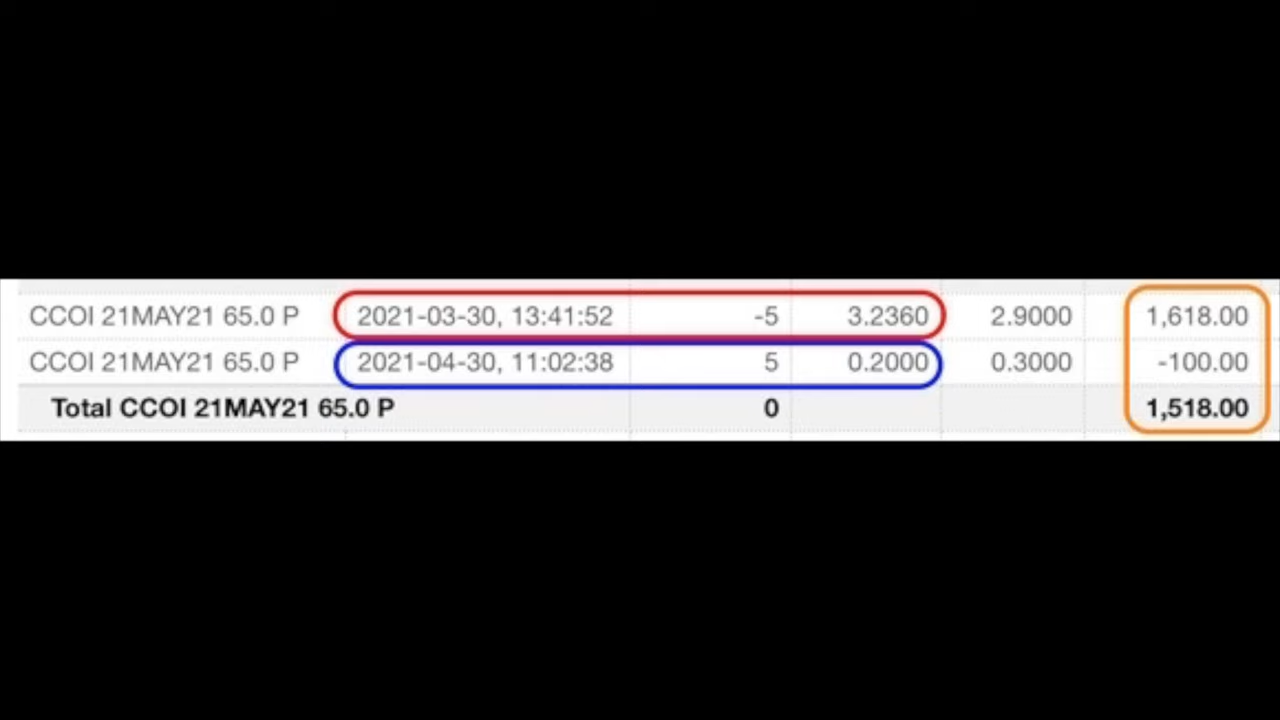 CCOI 21MAY21 65.0 P 2021-03-30, 13:41:52 -5 3.2360 2.9000 1,618.00
CCOI 21MAY21 65.0 P 2021-04-30, 11:02:38 5 0.2000 0.3000 -100.00
Total CCOI 21MAY21 65.0 P 0 1,518.00